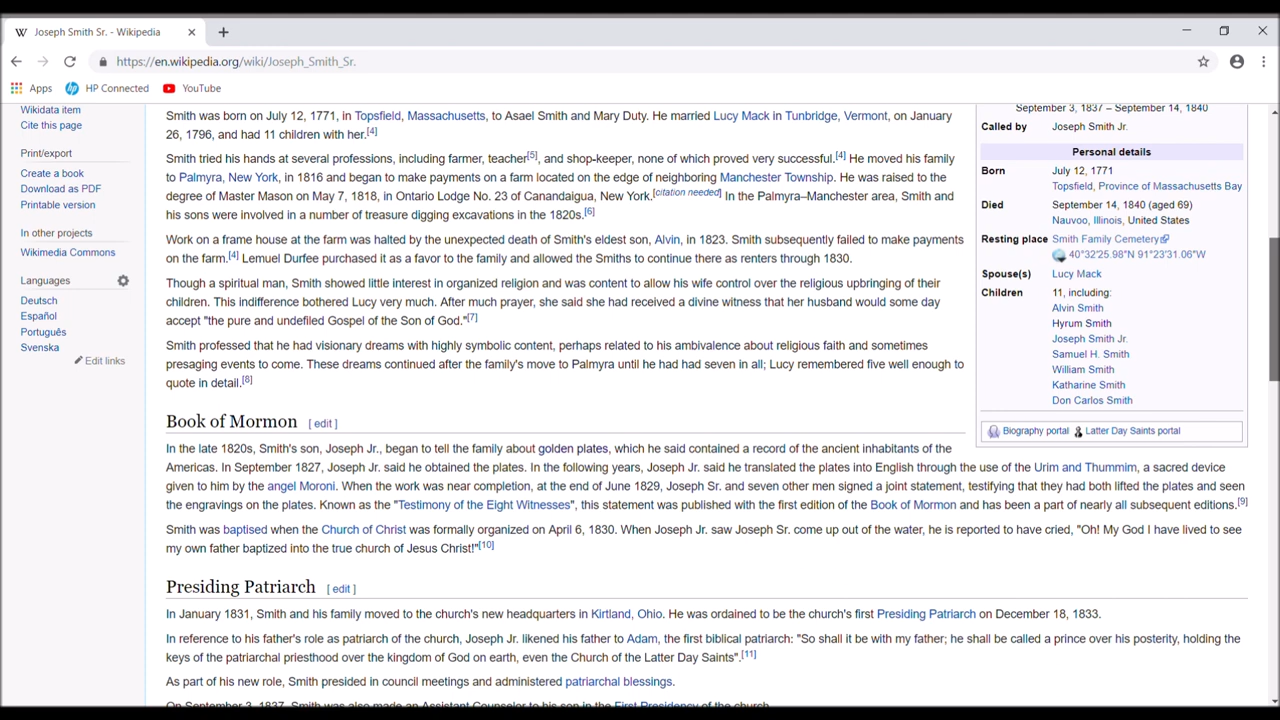 Joseph Smith Sr. - Wikipedia
https://en.wikipedia.org/wiki/Joseph_Smith_Sr.
Apps HP Connected YouTube
Wikidata item
Cite this page
Print/export
Create a book
Download as PDF
Printable version
In other projects
Wikimedia Commons
Languages
Deutsch
Español
Português
Svenska
Edit links
Smith was born on July 12, 1771, in Topsfield, Massachusetts, to Asael Smith and Mary Duty. He married Lucy Mack in Tunbridge, Vermont, on January
26, 1796, and had 11 children with her.[4]
Smith tried his hands at several professions, including farmer, teacher[5], and shop-keeper, none of which proved very successful.[4] He moved his family
to Palmyra, New York, in 1816 and began to make payments on a farm located on the edge of neighboring Manchester Township. He was raised to the
degree of Master Mason on May 7, 1818, in Ontario Lodge No. 23 of Canandaigua, New York.[citation needed] In the Palmyra–Manchester area, Smith and
his sons were involved in a number of treasure digging excavations in the 1820s.[6]
Work on a frame house at the farm was halted by the unexpected death of Smith's eldest son, Alvin, in 1823. Smith subsequently failed to make payments
on the farm.[4] Lemuel Durfee purchased it as a favor to the family and allowed the Smiths to continue there as renters through 1830.
Though a spiritual man, Smith showed little interest in organized religion and was content to allow his wife control over the religious upbringing of their
children. This indifference bothered Lucy very much. After much prayer, she said she had received a divine witness that her husband would some day
accept "the pure and undefiled Gospel of the Son of God."[7]
Smith professed that he had visionary dreams with highly symbolic content, perhaps related to his ambivalence about religious faith and sometimes
presaging events to come. These dreams continued after the family's move to Palmyra until he had had seven in all; Lucy remembered five well enough to
quote in detail.[8]
September 3, 1837 – September 14, 1840
Called by Joseph Smith Jr.
Personal details
Born July 12, 1771
Topsfield, Province of Massachusetts Bay
Died September 14, 1840 (aged 69)
Nauvoo, Illinois, United States
Resting place Smith Family Cemetery
40°32′25.98″N 91°23′31.06″W
Spouse(s) Lucy Mack
Children 11, including:
Alvin Smith
Hyrum Smith
Joseph Smith Jr.
Samuel H. Smith
William Smith
Katharine Smith
Don Carlos Smith
Biography portal Latter Day Saints portal
Book of Mormon [ edit ]
In the late 1820s, Smith's son, Joseph Jr., began to tell the family about golden plates, which he said contained a record of the ancient inhabitants of the
Americas. In September 1827, Joseph Jr. said he obtained the plates. In the following years, Joseph Jr. said he translated the plates into English through the use of the Urim and Thummim, a sacred device
given to him by the angel Moroni. When the work was near completion, at the end of June 1829, Joseph Sr. and seven other men signed a joint statement, testifying that they had both lifted the plates and seen
the engravings on the plates. Known as the "Testimony of the Eight Witnesses", this statement was published with the first edition of the Book of Mormon and has been a part of nearly all subsequent editions.[9]
Smith was baptised when the Church of Christ was formally organized on April 6, 1830. When Joseph Jr. saw Joseph Sr. come up out of the water, he is reported to have cried, "Oh! My God I have lived to see
my own father baptized into the true church of Jesus Christ!"[10]
Presiding Patriarch [ edit ]
In January 1831, Smith and his family moved to the church's new headquarters in Kirtland, Ohio. He was ordained to be the church's first Presiding Patriarch on December 18, 1833.
In reference to his father's role as patriarch of the church, Joseph Jr. likened his father to Adam, the first biblical patriarch: "So shall it be with my father; he shall be called a prince over his posterity, holding the
keys of the patriarchal priesthood over the kingdom of God on earth, even the Church of the Latter Day Saints".[11]
As part of his new role, Smith presided in council meetings and administered patriarchal blessings.
On September 3, 1837, Smith was also made an Assistant Counselor to his son in the First Presidency of the church.